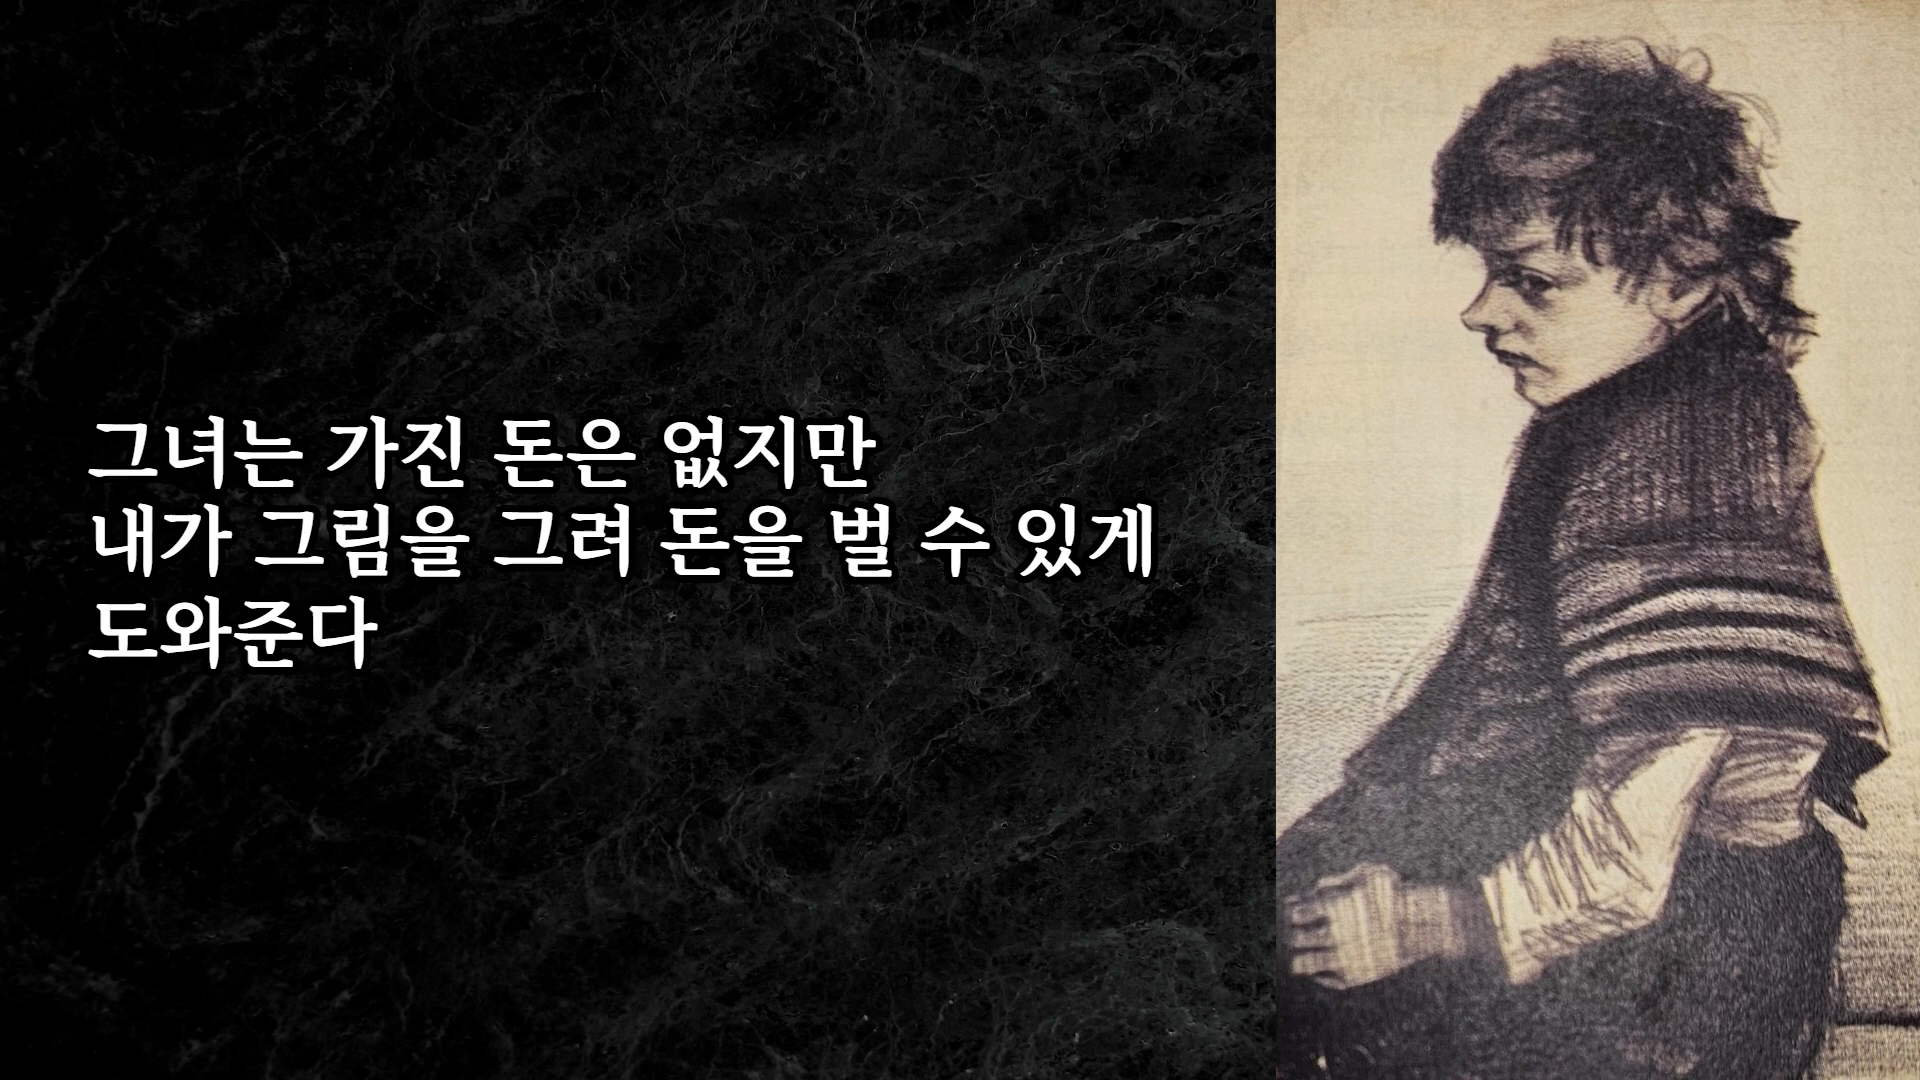 그녀는 가진 돈은 없지만
내가 그림을 그려 돈을 벌 수 있게
도와준다